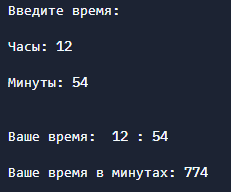 Введите время:
Часы: 12
Минуты: 54
Ваше время:  12 : 54
Ваше время в минутах: 774